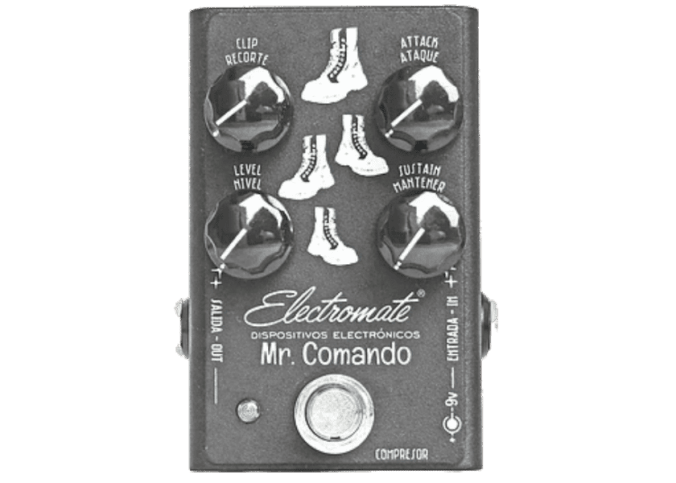 CLIP
RECORTE
ATTACK
ATAQUE
LEVEL
NIVEL
SUSTAIN
MANTENER
Electromate®
DISPOSITIVOS ELECTRÓNICOS
Mr. Comando
SALIDA - OUT
ENTRADA - IN
9V
COMPRESOR